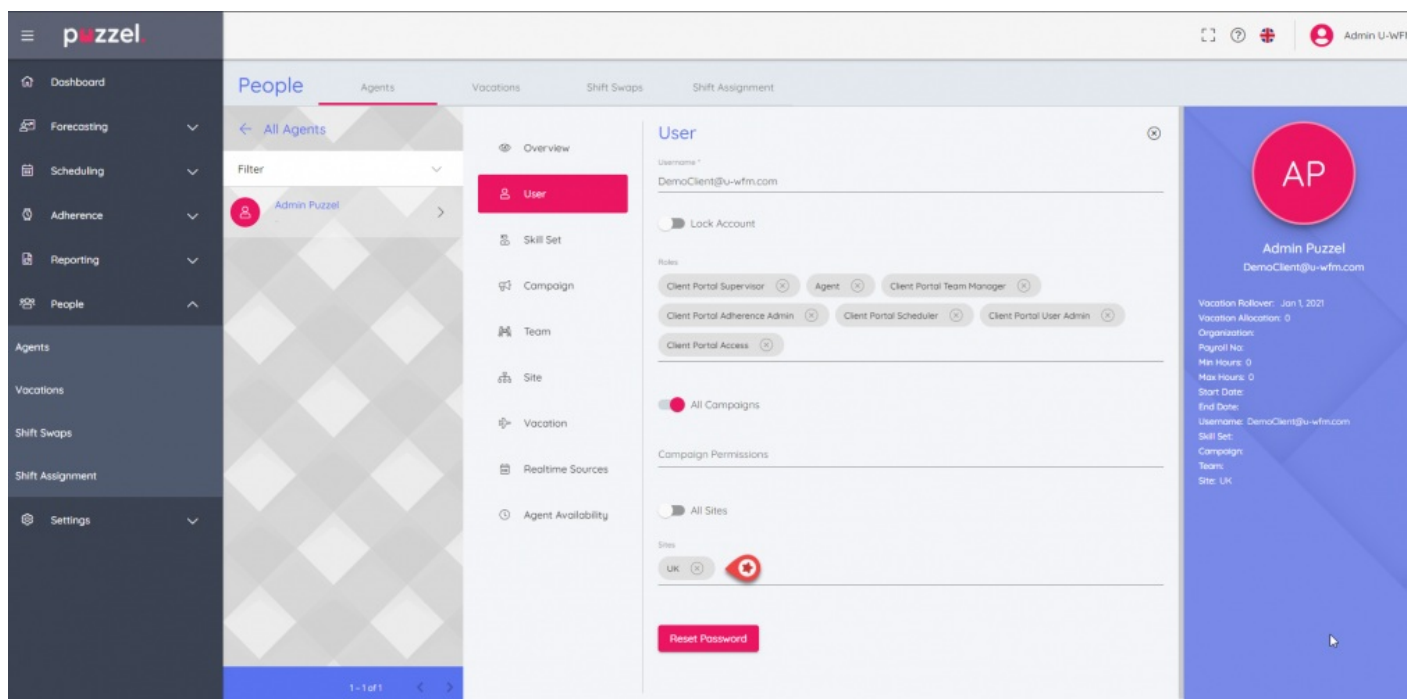 puzzel.
Admin U-WFM
Dashboard
Forecasting
Scheduling
Adherence
Reporting
People
Agents
Vacations
Shift Swaps
Shift Assignment
Settings
People
Agents
Vacations
Shift Swaps
Shift Assignment
All Agents
Filter
Admin Puzzel
1 - 1 of 1
Overview
User
Skill Set
Campaign
Team
Site
Vacation
Realtime Sources
Agent Availability
User
Username *
DemoClient@u-wfm.com
Lock Account
Roles
Client Portal Supervisor Agent Client Portal Team Manager
Client Portal Adherence Admin Client Portal Scheduler Client Portal User Admin
Client Portal Access
All Campaigns
Campaign Permissions
All Sites
Sites
UK
Reset Password
AP
Admin Puzzel
DemoClient@u-wfm.com
Vacation Rollover: Jan 1, 2021
Vacation Allocation: 0
Organization:
Payroll No:
Min Hours: 0
Max Hours: 0
Start Date:
End Date:
Username: DemoClient@u-wfm.com
Skill Set:
Campaign:
Team:
Site: UK